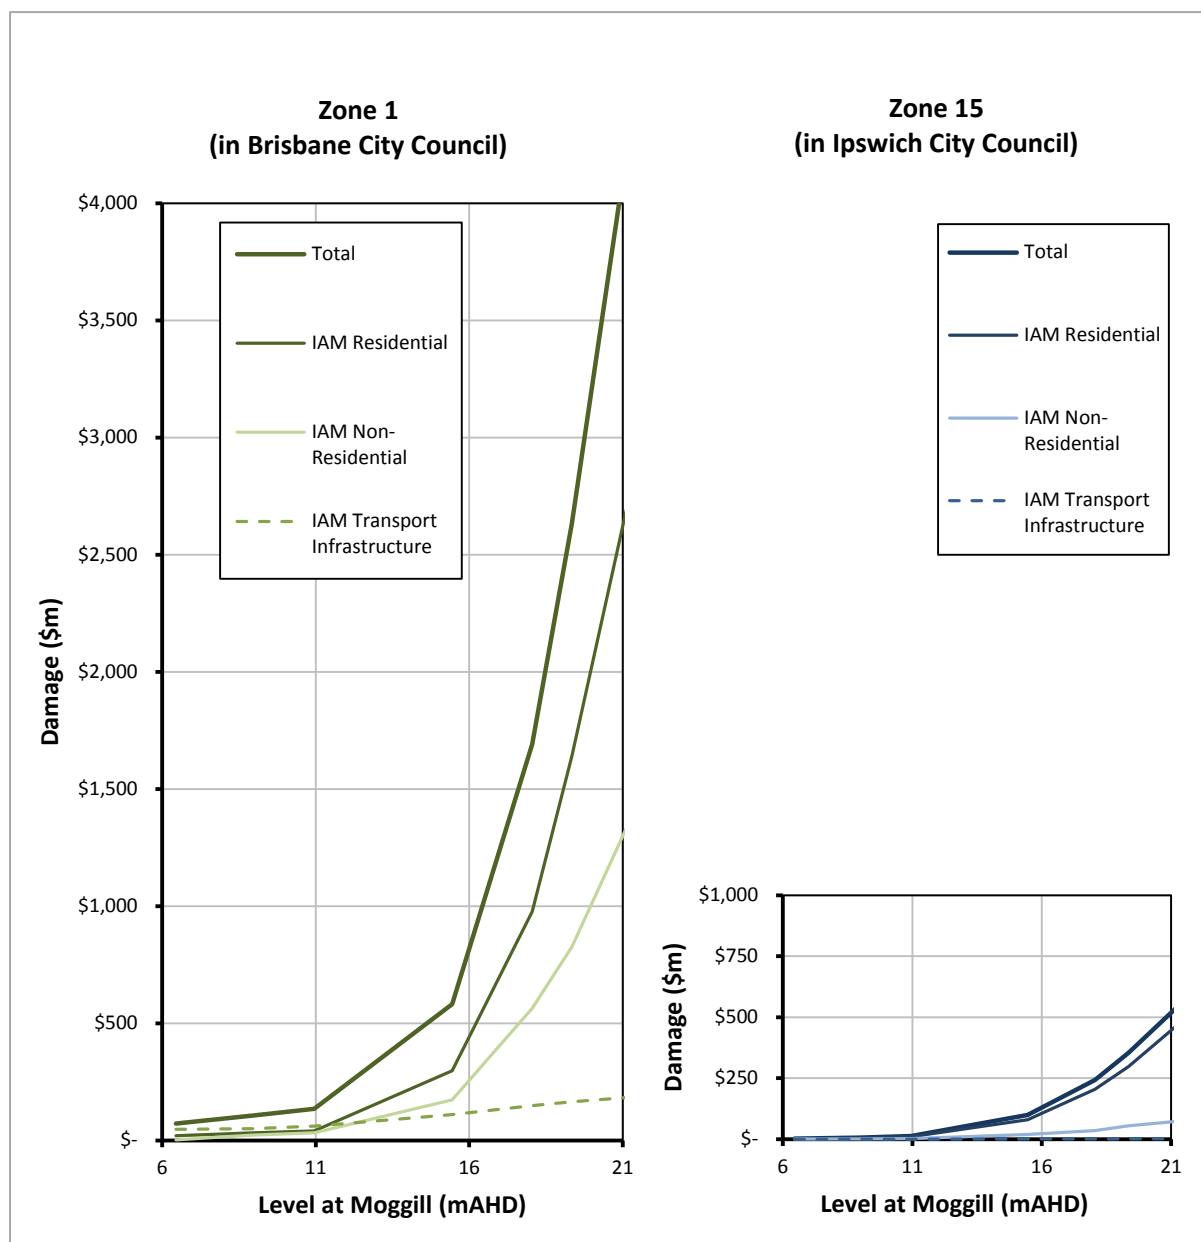 Zone 1
(in Brisbane City Council)
$4,000
$3,500
$3,000
$2,500
$2,000
$1,500
$1,000
$500
$-
Damage ($m)
Total
IAM Residential
IAM Non-
Residential
IAM Transport
Infrastructure
6
11
16
21
Level at Moggill (mAHD)
Zone 15
(in Ipswich City Council)
Total
IAM Residential
IAM Non-
Residential
IAM Transport
Infrastructure
$1,000
$750
$500
$250
$-
Damage ($m)
6
11
16
21
Level at Moggill (mAHD)